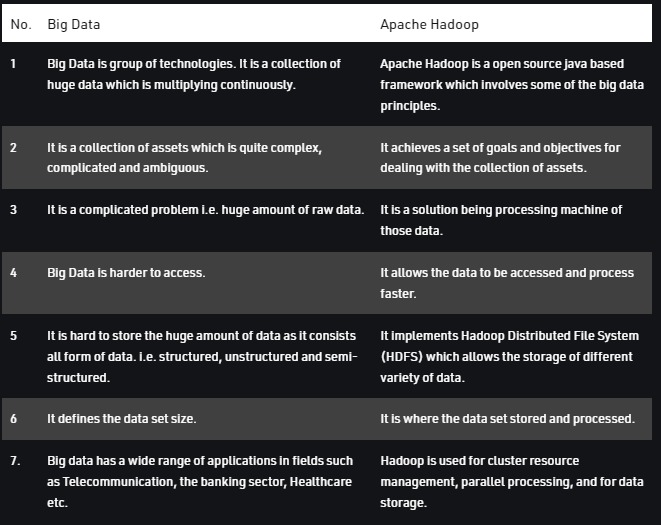 No. Big Data Apache Hadoop
1 Big Data is group of technologies. It is a collection of
huge data which is multiplying continuously.
Apache Hadoop is a open source java based
framework which involves some of the big data
principles.
2 It is a collection of assets which is quite complex,
complicated and ambiguous.
It achieves a set of goals and objectives for
dealing with the collection of assets.
3 It is a complicated problem i.e. huge amount of raw data.
It is a solution being processing machine of
those data.
4 Big Data is harder to access.
It allows the data to be accessed and process
faster.
5 It is hard to store the huge amount of data as it consists
all form of data. i.e. structured, unstructured and semi-
structured.
It implements Hadoop Distributed File System
(HDFS) which allows the storage of different
variety of data.
6 It defines the data set size.
It is where the data set stored and processed.
7. Big data has a wide range of applications in fields such
as Telecommunication, the banking sector, Healthcare
etc.
Hadoop is used for cluster resource
management, parallel processing, and for data
storage.